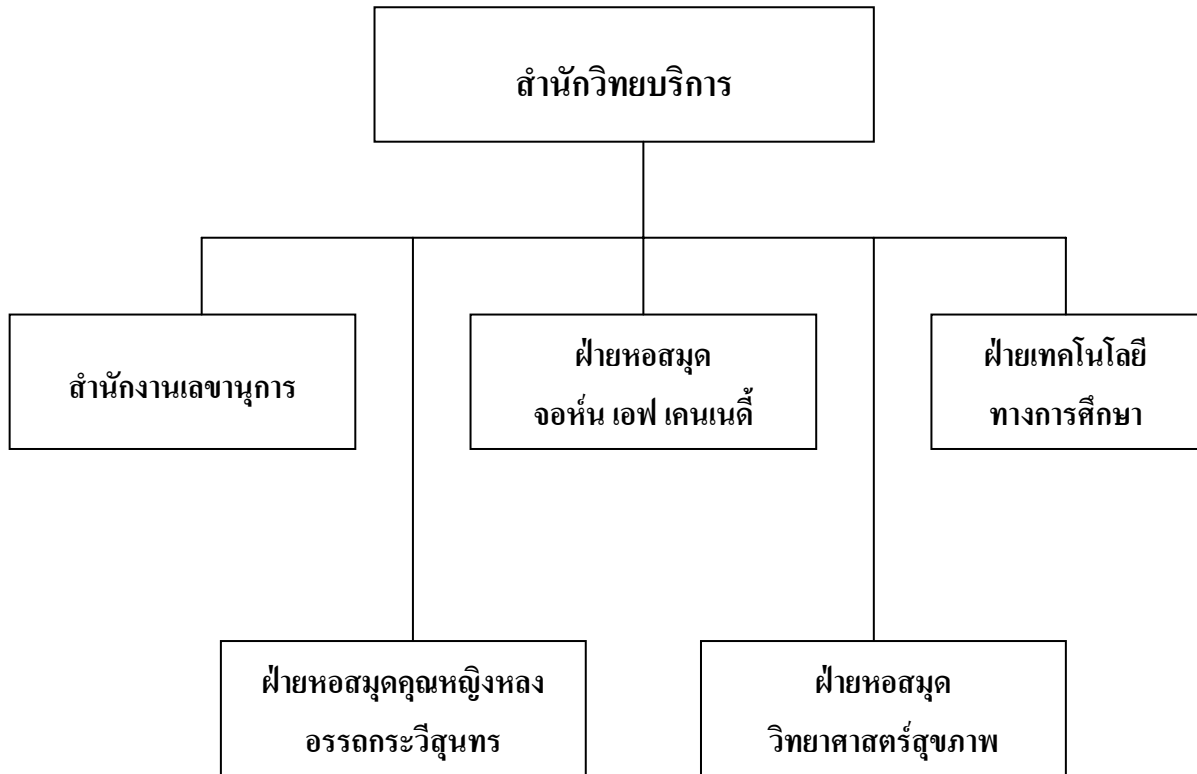 สำนักวิทยบริการ
สำนักงานเลขานุการ
ฝ่ายหอสมุด
จอห์น เอฟ เคนเนดี้
ฝ่ายเทคโนโลยี
ทางการศึกษา
ฝ่ายหอสมุดคุณหญิงหลง
อรรถกระวีสุนทร
ฝ่ายหอสมุด
วิทยาศาสตร์สุขภาพ